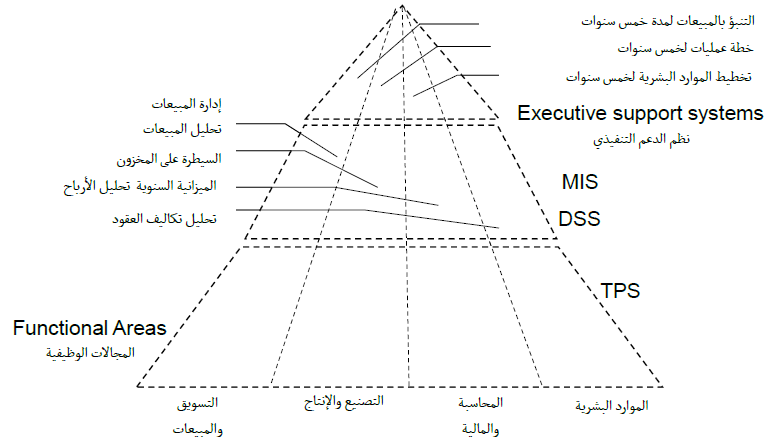 التنبؤ بالمبيعات لمدة خمس سنوات
خطة عمليات لخمس سنوات
تخطيط الموارد البشرية لخمس سنوات
Executive support systems
نظم الدعم التنفيذي
إدارة المبيعات
تحليل المبيعات
السيطرة على المخزون
الميزانية السنوية تحليل الأرباح
تحليل تكاليف العقود
MIS
DSS
TPS
Functional Areas
المجالات الوظيفية
الموارد البشرية
المحاسبة
والمالية
التصنيع والإنتاج
التسويق
والمبيعات